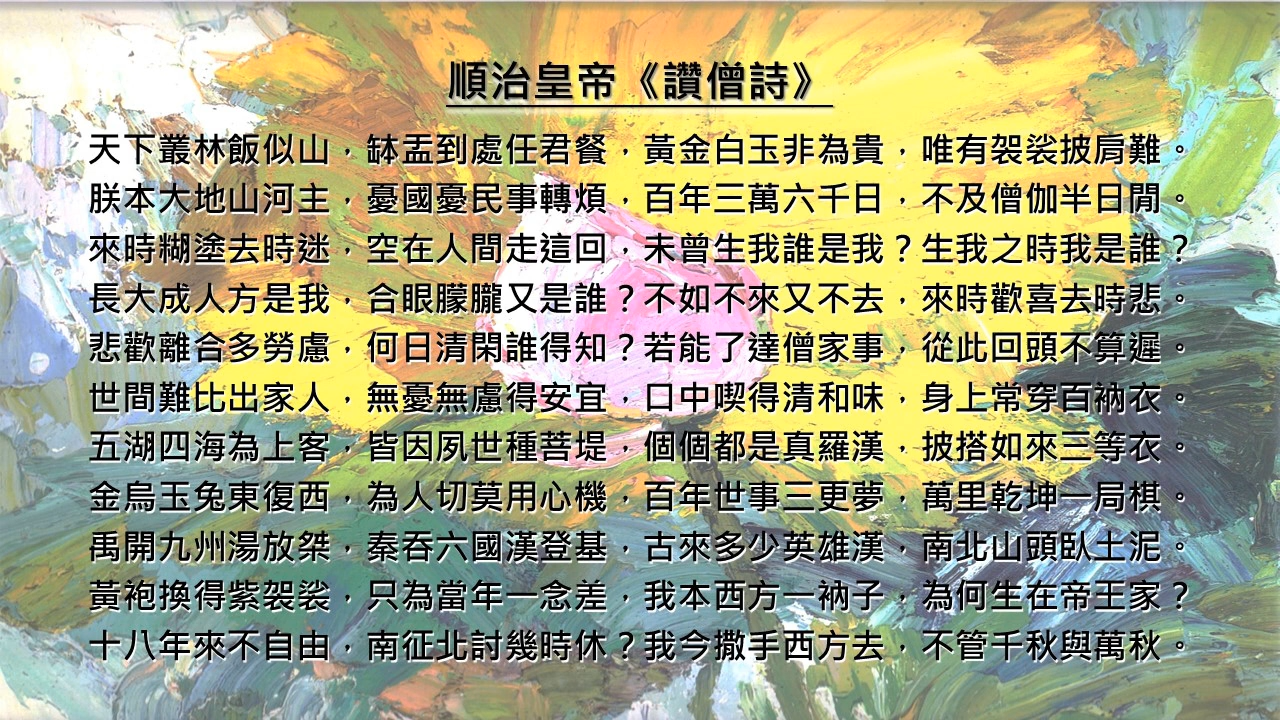 順治皇帝《讚僧詩》
天下叢林飯似山，缽盂到處任君餐，黃金白玉非為貴，唯有袈裟披肩難。
朕本大地山河主，憂國憂民事轉煩，百年三萬六千日，不及僧伽半日閒。
來時糊塗去時迷，空在人間走這回，未曾生我誰是我？生我之時我是誰？
長大成人方是我，合眼朦朧又是誰？不如不來又不去，來時歡喜去時悲。
悲歡離合多勞慮，何日清閑誰得知？若能了達僧家事，從此回頭不算遲。
世間難比出家人，無憂無慮得安宜，口中喫得清和味，身上常穿百衲衣。
五湖四海為上客，皆因夙世種菩堤，個個都是真羅漢，披搭如來三等衣。
金烏玉兔東復西，為人切莫用心機，百年世事三更夢，萬里乾坤一局棋。
禹開九州湯放桀，秦吞六國漢登基，古來多少英雄漢，南北山頭臥土泥。
黃袍換得紫袈裟，只為當年一念差，我本西方一衲子，為何生在帝王家？
十八年來不自由，南征北討幾時休？我今撒手西方去，不管千秋與萬秋。